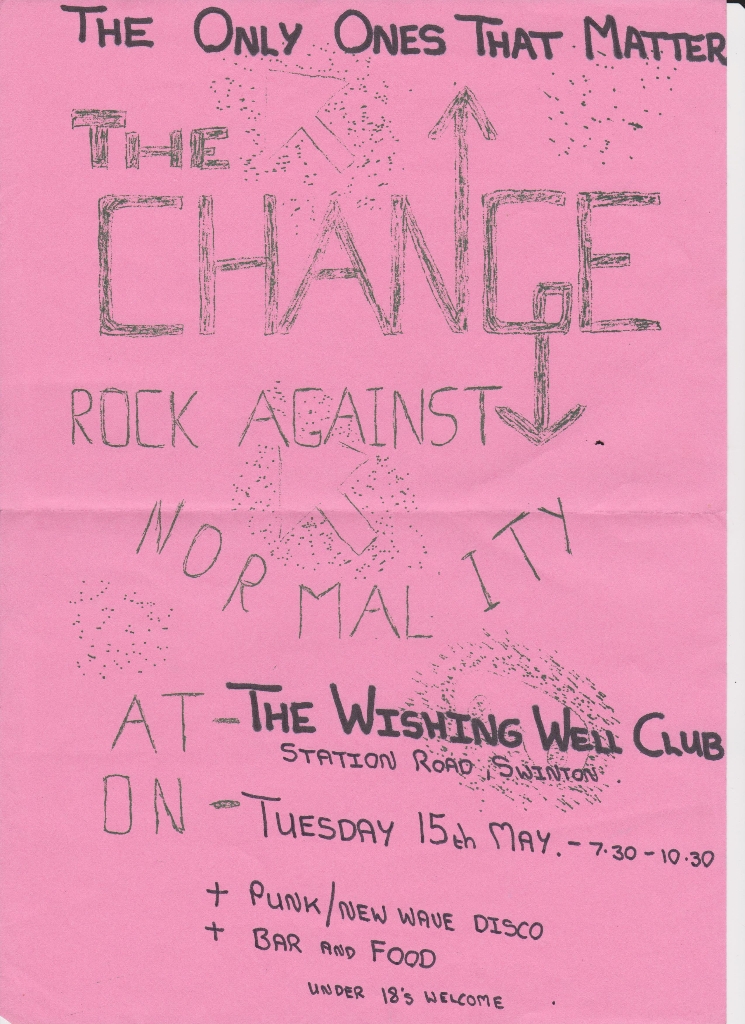 THE ONLY ONES THAT MATTER
THE
CHANGE
ROCK AGAINST
NORMALITY
AT - THE WISHING WELL CLUB
STATION ROAD, SWINTON.
ON - TUESDAY 15th MAY. - 7.30 - 10.30
+ PUNK/NEW WAVE DISCO
+ BAR AND FOOD
UNDER 18's WELCOME.